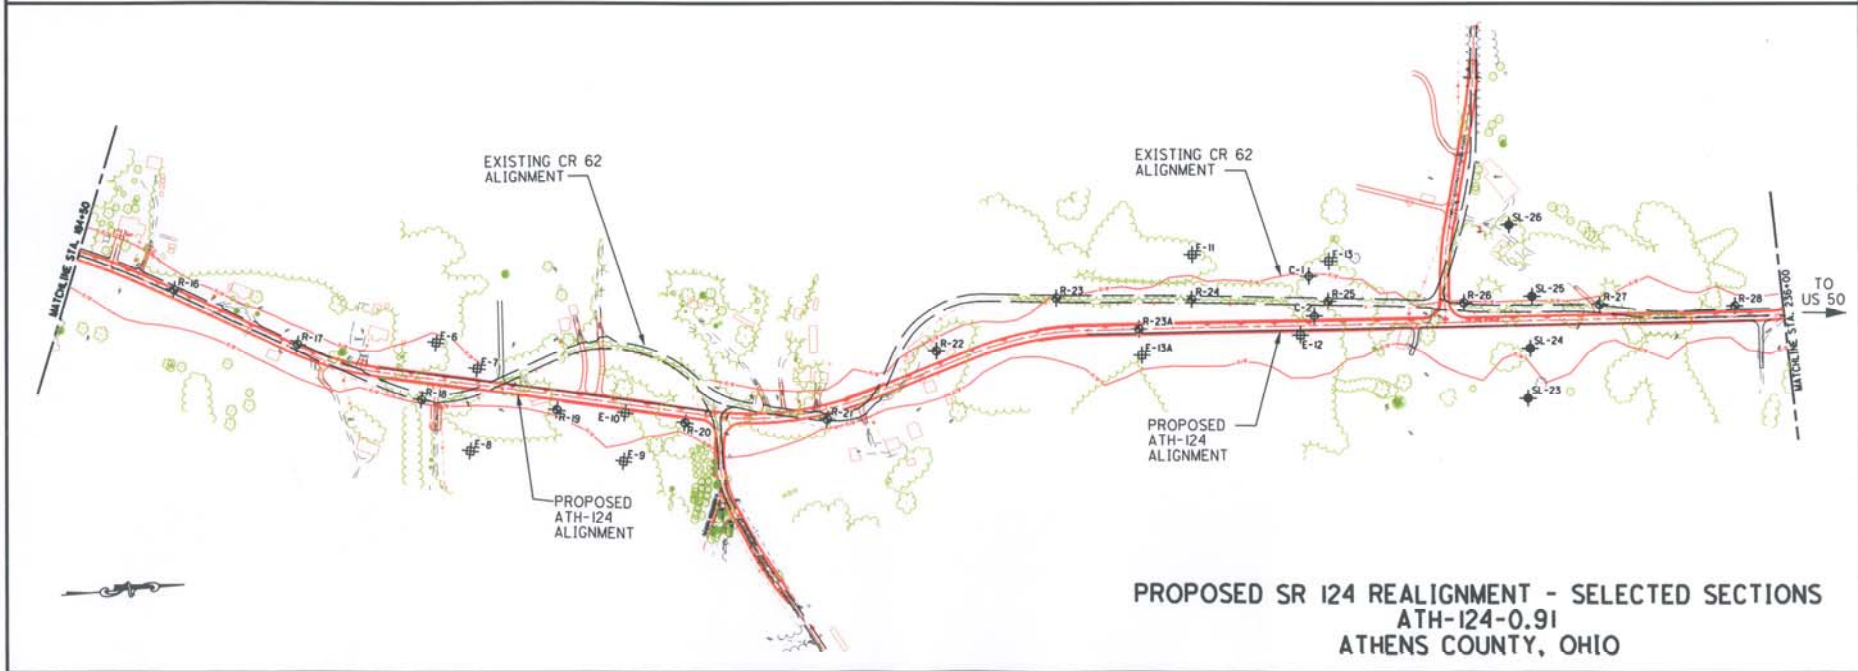 MATCHLINE STA. 184+50
R-16
R-17
E-6
E-7
R-18
E-8
EXISTING CR 62
ALIGNMENT
R-19
E-10
E-9
R-20
PROPOSED
ATH-124
ALIGNMENT
R-21
R-22
R-23
R-23A
E-13A
E-11
R-24
EXISTING CR 62
ALIGNMENT
C-1
E-13
R-25
C-2
E-12
PROPOSED
ATH-124
ALIGNMENT
R-26
SL-26
SL-25
SL-24
SL-23
R-27
R-28
MATCHLINE STA. 236+00
TO
US 50
PROPOSED SR 124 REALIGNMENT - SELECTED SECTIONS
ATH-124-0.91
ATHENS COUNTY, OHIO